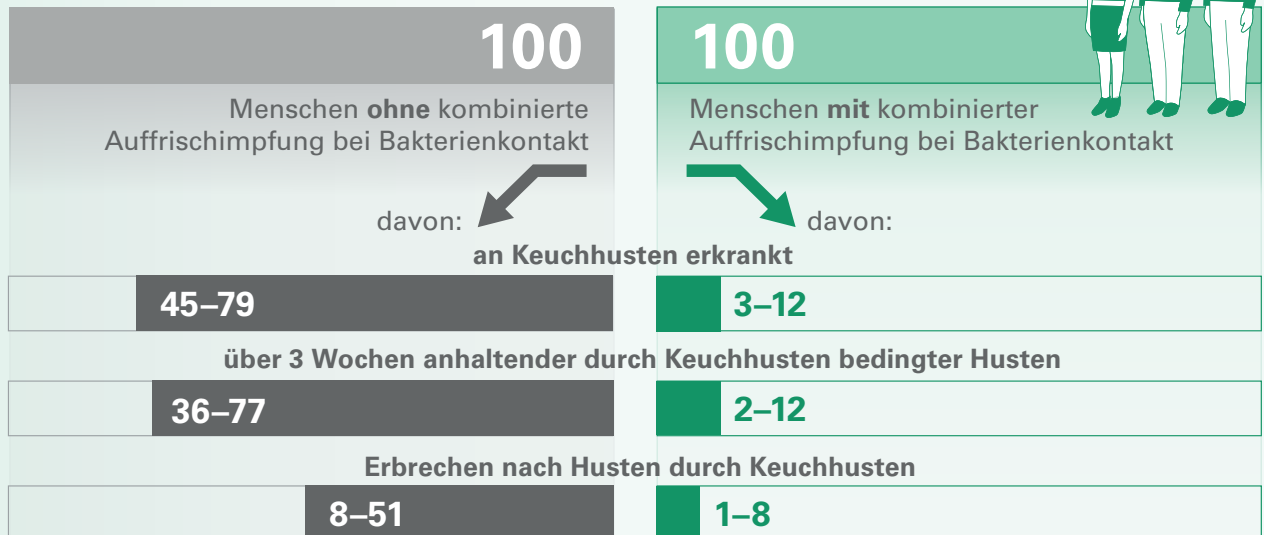 100
Menschen ohne kombinierte
Auffrischimpfung bei Bakterienkontakt
davon:
100
Menschen mit kombinierter
Auffrischimpfung bei Bakterienkontakt
davon:
an Keuchhusten erkrankt
45–79
3–12
über 3 Wochen anhaltender durch Keuchhusten bedingter Husten
36–77
2–12
Erbrechen nach Husten durch Keuchhusten
8–51
1–8